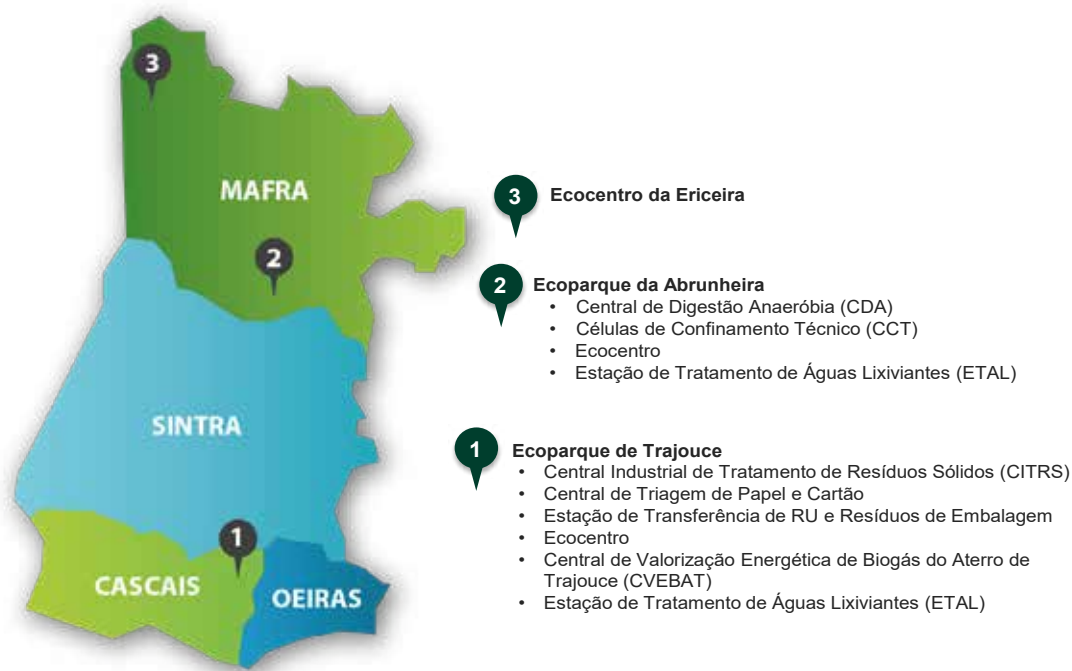 3
MAFRA
2
SINTRA
1
CASCAIS
OEIRAS
3 Ecocentro da Ericeira
2 Ecoparque da Abrunheira
• Central de Digestão Anaeróbia (CDA)
• Células de Confinamento Técnico (CCT)
• Ecocentro
• Estação de Tratamento de Águas Lixiviantes (ETAL)
1 Ecoparque de Trajouce
• Central Industrial de Tratamento de Resíduos Sólidos (CITRS)
• Central de Triagem de Papel e Cartão
• Estação de Transferência de RU e Resíduos de Embalagem
• Ecocentro
• Central de Valorização Energética de Biogás do Aterro de
Trajouce (CVEBAT)
• Estação de Tratamento de Águas Lixiviantes (ETAL)